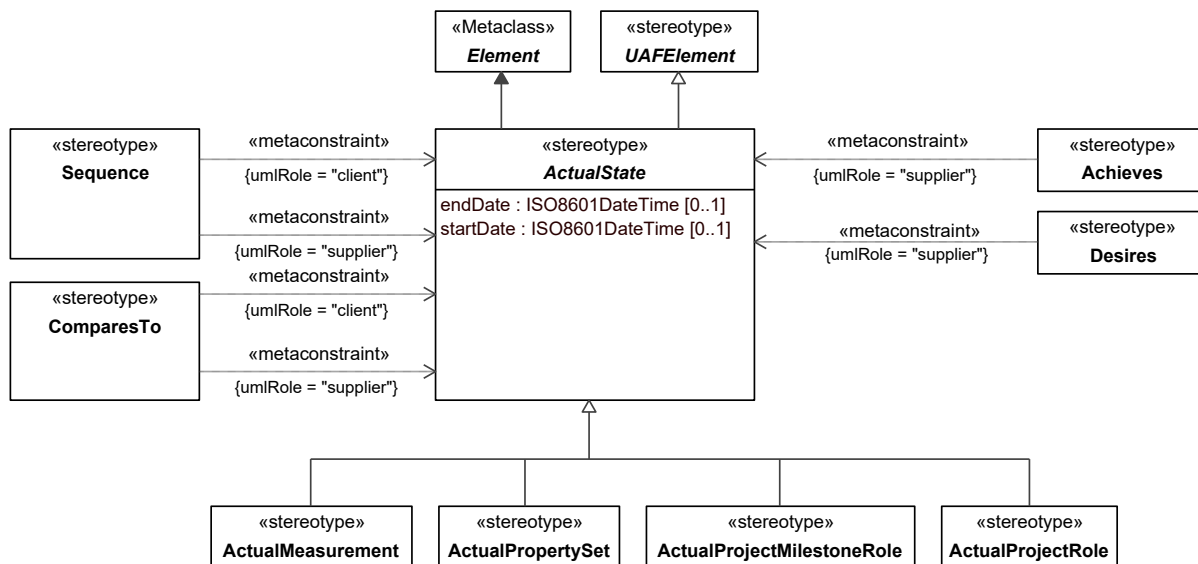 «Metaclass»
Element
«stereotype»
UAFElement
«stereotype»
Sequence
«metaconstraint»
{umlRole = "client"}
«metaconstraint»
{umlRole = "supplier"}
«stereotype»
ComparesTo
«metaconstraint»
{umlRole = "client"}
«metaconstraint»
{umlRole = "supplier"}
«stereotype»
ActualState
endDate : ISO8601DateTime [0..1]
startDate : ISO8601DateTime [0..1]
«metaconstraint»
{umlRole = "supplier"}
«stereotype»
Achieves
«metaconstraint»
{umlRole = "supplier"}
«stereotype»
Desires
«stereotype»
ActualMeasurement
«stereotype»
ActualPropertySet
«stereotype»
ActualProjectMilestoneRole
«stereotype»
ActualProjectRole